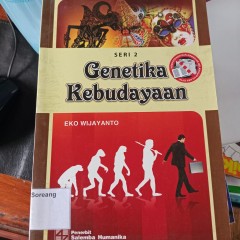 SERI 2
Genetika
Kebudayaan
EKO WIJAYANTO
Soreang
Penerbit
Salemba Humanika